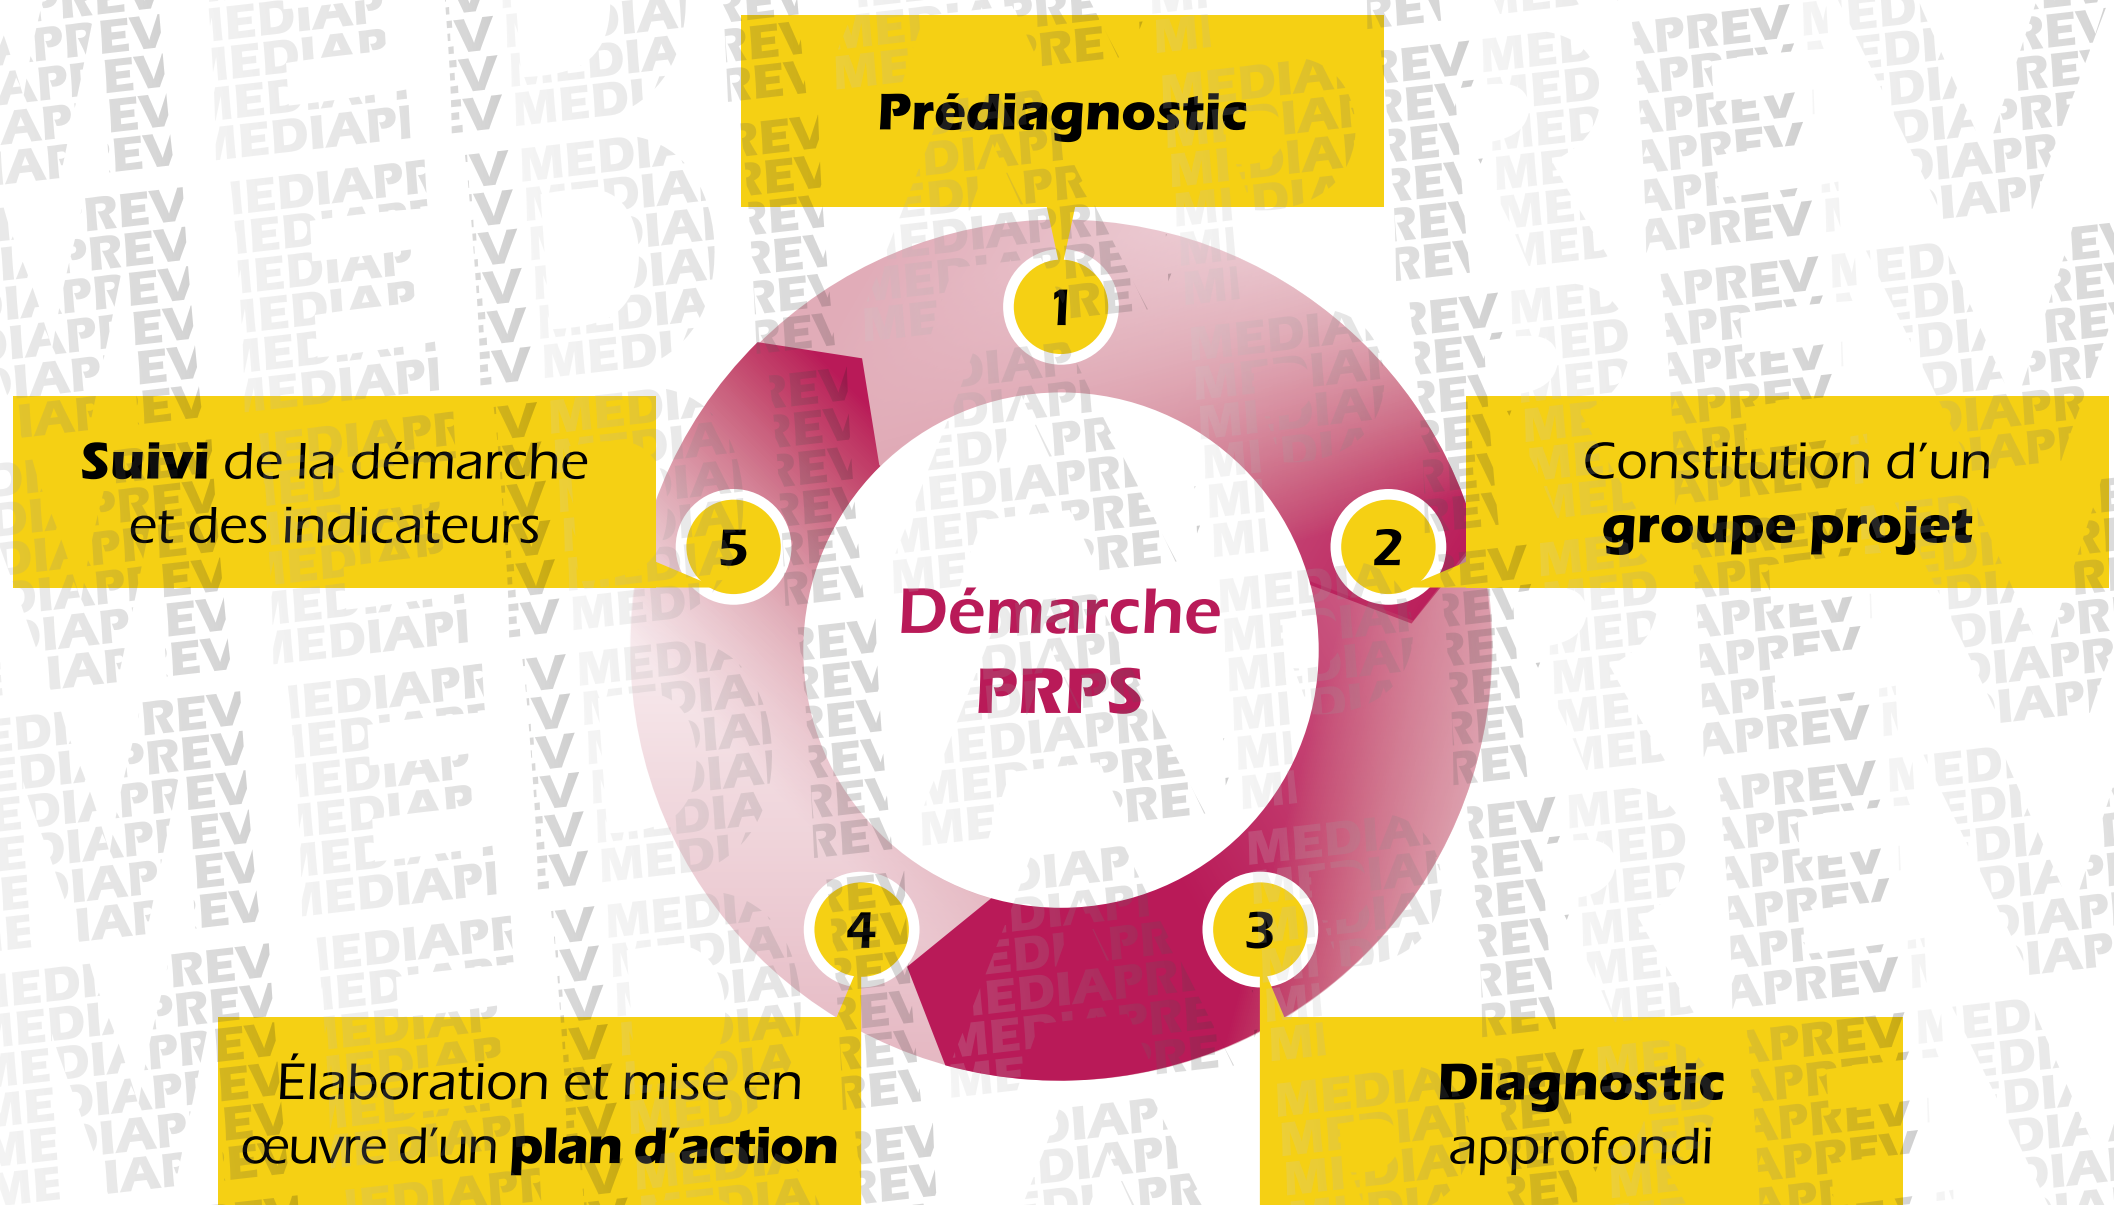 Prédiagnostic
1
Suivi de la démarche
et des indicateurs
5
Constitution d’un
groupe projet
2
Démarche
PRPS
4
Élaboration et mise en
œuvre d’un plan d’action
3
Diagnostic
approfondi
MEDIAPREV